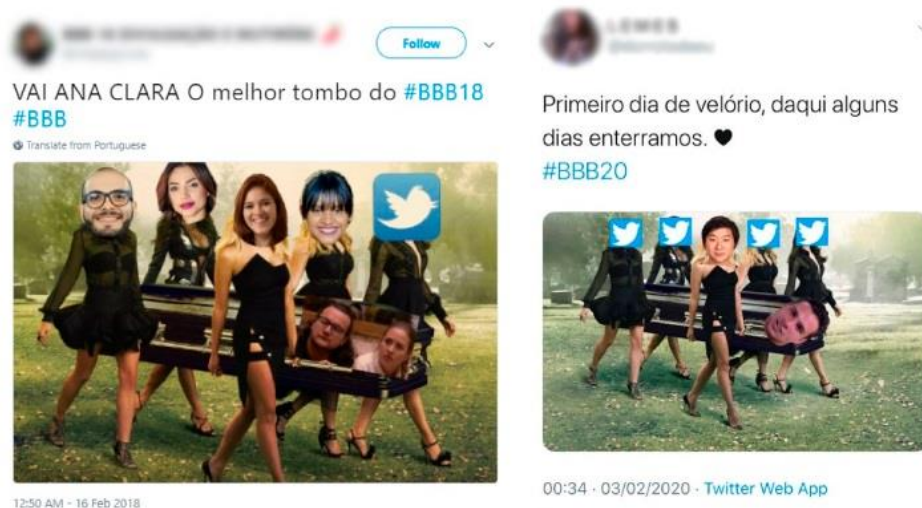 Follow
VAI ANA CLARA O melhor tombo do #BBB18
#BBB
Translate from Portuguese
12:50 AM - 16 Feb 2018
Primeiro dia de velório, daqui alguns
dias enterramos. 🖤
#BBB20
00:34 · 03/02/2020 · Twitter Web App